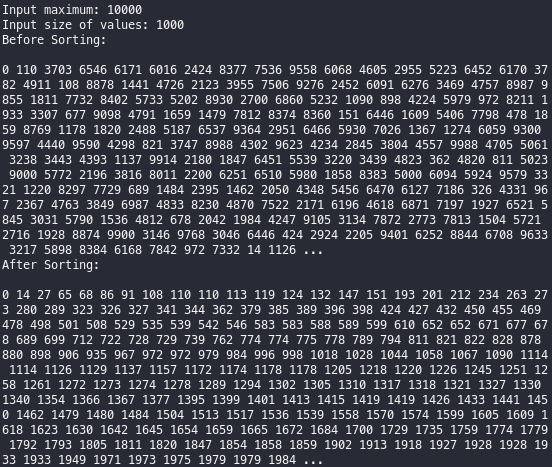 Input maximum: 10000
Input size of values: 1000
Before Sorting:
0 110 3703 6546 6171 6016 2424 8377 7536 9558 6068 4605 2955 5223 6452 6170 37
82 4911 108 8878 1441 4726 2123 3955 7506 9276 2452 6091 6276 3469 4757 8987 9
855 1811 7732 8402 5733 5202 8930 2700 6860 5232 1090 898 4224 5979 972 8211 1
933 3307 677 9098 4791 1659 1479 7812 8374 8360 151 6446 1609 5406 7798 478 18
59 8769 1178 1820 2488 5187 6537 9364 2951 6466 5930 7026 1367 1274 6059 9300
9597 4440 9590 4298 821 3747 8988 4302 9623 4234 2845 3804 4557 9988 4705 5061
3238 3443 4393 1137 9914 2180 1847 6451 5539 3220 3439 4823 362 4820 811 5023
9000 5772 2196 3816 8011 2200 6251 6510 5980 1858 8383 5000 6094 5924 9579 33
21 1220 8297 7729 689 1484 2395 1462 2050 4348 5456 6470 6127 7186 326 4331 96
7 2367 4763 3849 6987 4833 8230 4870 7522 2171 6196 4618 6871 7197 1927 6521 5
845 3031 5790 1536 4812 678 2042 1984 4247 9105 3134 7872 2773 7813 1504 5721
2716 1928 8874 9900 3146 9768 3046 6446 424 2924 2205 9401 6252 8844 6708 9633
3217 5898 8384 6168 7842 972 7332 14 1126 ...
After Sorting:
0 14 27 65 68 86 91 108 110 110 113 119 124 132 147 151 193 201 212 234 263 27
3 280 289 323 326 327 341 344 362 379 385 389 396 398 424 427 432 450 455 469
478 498 501 508 529 535 539 542 546 583 583 588 589 599 610 652 652 671 677 67
8 689 699 712 722 728 729 739 762 774 774 775 778 789 794 811 821 822 828 878
880 898 906 935 967 972 972 979 984 996 998 1018 1028 1044 1058 1067 1090 1114
1114 1126 1129 1137 1157 1172 1174 1178 1178 1205 1218 1220 1226 1245 1251 12
58 1261 1272 1273 1274 1278 1289 1294 1302 1305 1310 1317 1318 1321 1327 1330
1340 1354 1366 1367 1377 1395 1399 1401 1413 1415 1419 1419 1426 1433 1441 145
0 1462 1479 1480 1484 1504 1513 1517 1536 1539 1558 1570 1574 1599 1605 1609 1
618 1623 1630 1642 1645 1654 1659 1665 1672 1684 1700 1729 1735 1759 1774 1779
1792 1793 1805 1811 1820 1847 1854 1858 1859 1902 1913 1918 1927 1928 1928 19
33 1933 1949 1971 1973 1975 1979 1979 1984 ...